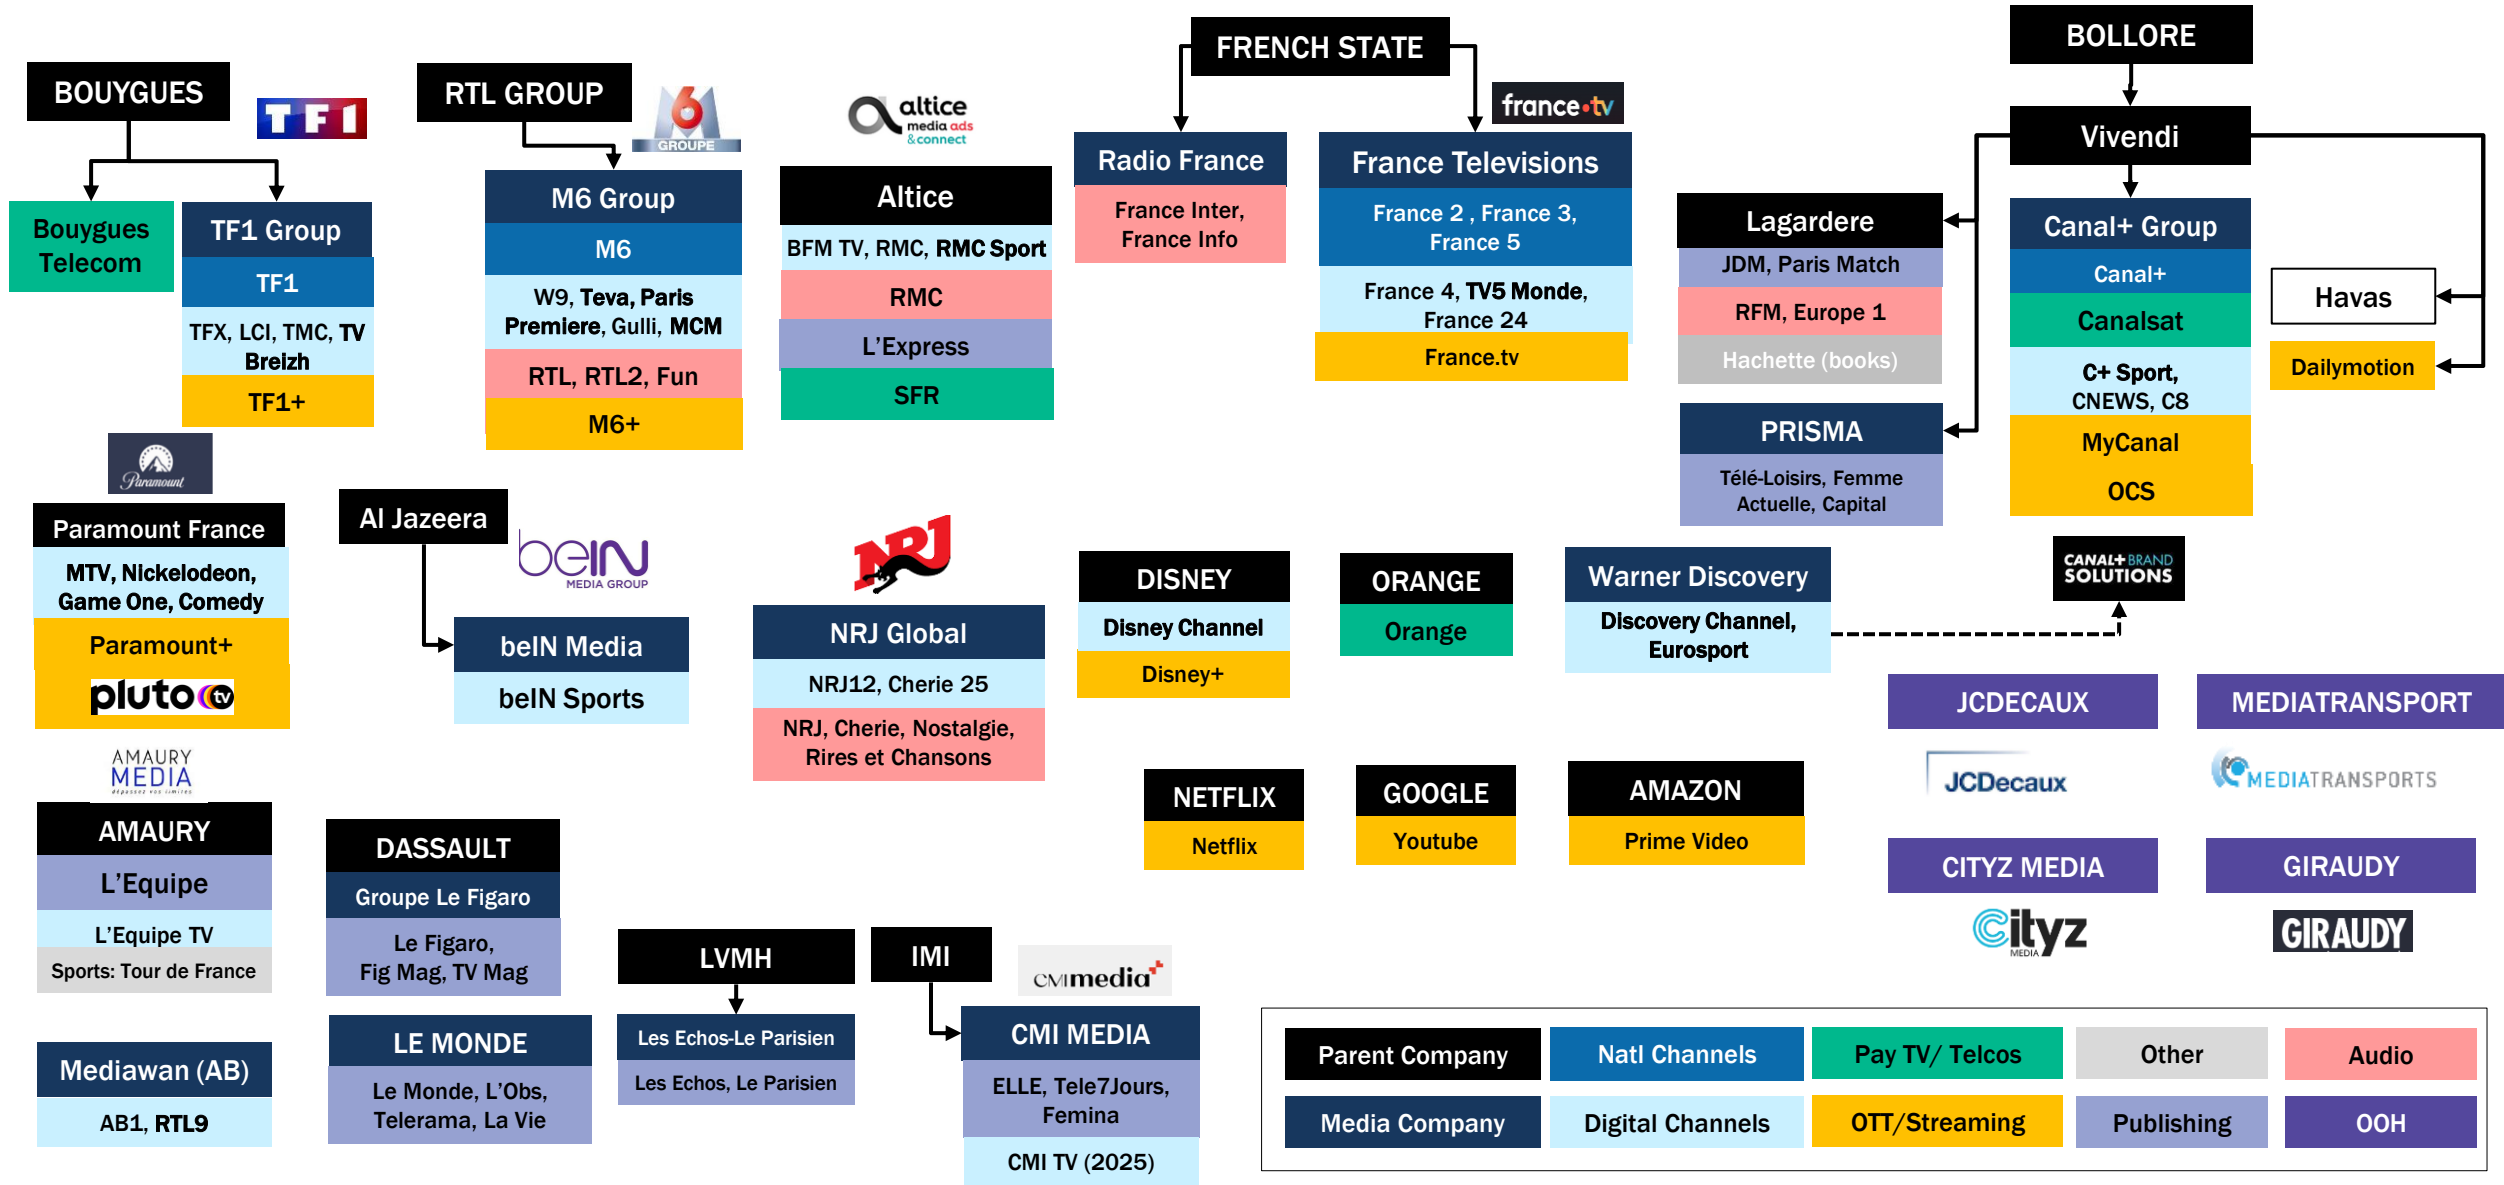 FRENCH STATE
BOLLORE
BOUYGUES
TF1
RTL GROUP
6
GROUPE
altice
media ads
& connect
france•tv
Vivendi
Radio France
France Inter,
France Info
France Televisions
France 2 , France 3,
France 5
France 4, TV5 Monde,
France 24
France.tv
Bouygues
Telecom
TF1 Group
TF1
TFX, LCI, TMC, TV
Breizh
TF1+
M6 Group
M6
W9, Teva, Paris
Premiere, Gulli, MCM
RTL, RTL2, Fun
M6+
Altice
BFM TV, RMC, RMC Sport
RMC
L'Express
SFR
Lagardere
JDM, Paris Match
RFM, Europe 1
Hachette (books)
PRISMA
Télé-Loisirs, Femme
Actuelle, Capital
Canal+ Group
Canal+
Canalsat
C+ Sport,
CNEWS, C8
MyCanal
OCS
Havas
Dailymotion
Paramount
Paramount France
MTV, Nickelodeon,
Game One, Comedy
Paramount+
pluto tv
Al Jazeera
beIN
MEDIA GROUP
beIN Media
beIN Sports
NRJ
NRJ Global
NRJ12, Cherie 25
NRJ, Cherie, Nostalgie,
Rires et Chansons
DISNEY
Disney Channel
Disney+
ORANGE
Orange
Warner Discovery
Discovery Channel,
Eurosport
CANAL+ BRAND
SOLUTIONS
JCDECAUX
JCDecaux
MEDIATRANSPORT
MEDIATRANSPORTS
AMAURY
MEDIA
dépassez vos limites
AMAURY
L'Equipe
L'Equipe TV
Sports: Tour de France
DASSAULT
Groupe Le Figaro
Le Figaro,
Fig Mag, TV Mag
NETFLIX
Netflix
GOOGLE
Youtube
AMAZON
Prime Video
CITYZ MEDIA
Cityz
MEDIA
GIRAUDY
GIRAUDY
LVMH
Les Echos-Le Parisien
Les Echos, Le Parisien
IMI
CMImedia
CMI MEDIA
ELLE, Tele7Jours,
Femina
CMI TV (2025)
Mediawan (AB)
AB1, RTL9
LE MONDE
Le Monde, L'Obs,
Telerama, La Vie
Parent Company
Natl Channels
Pay TV/ Telcos
Other
Audio
Media Company
Digital Channels
OTT/Streaming
Publishing
OOH